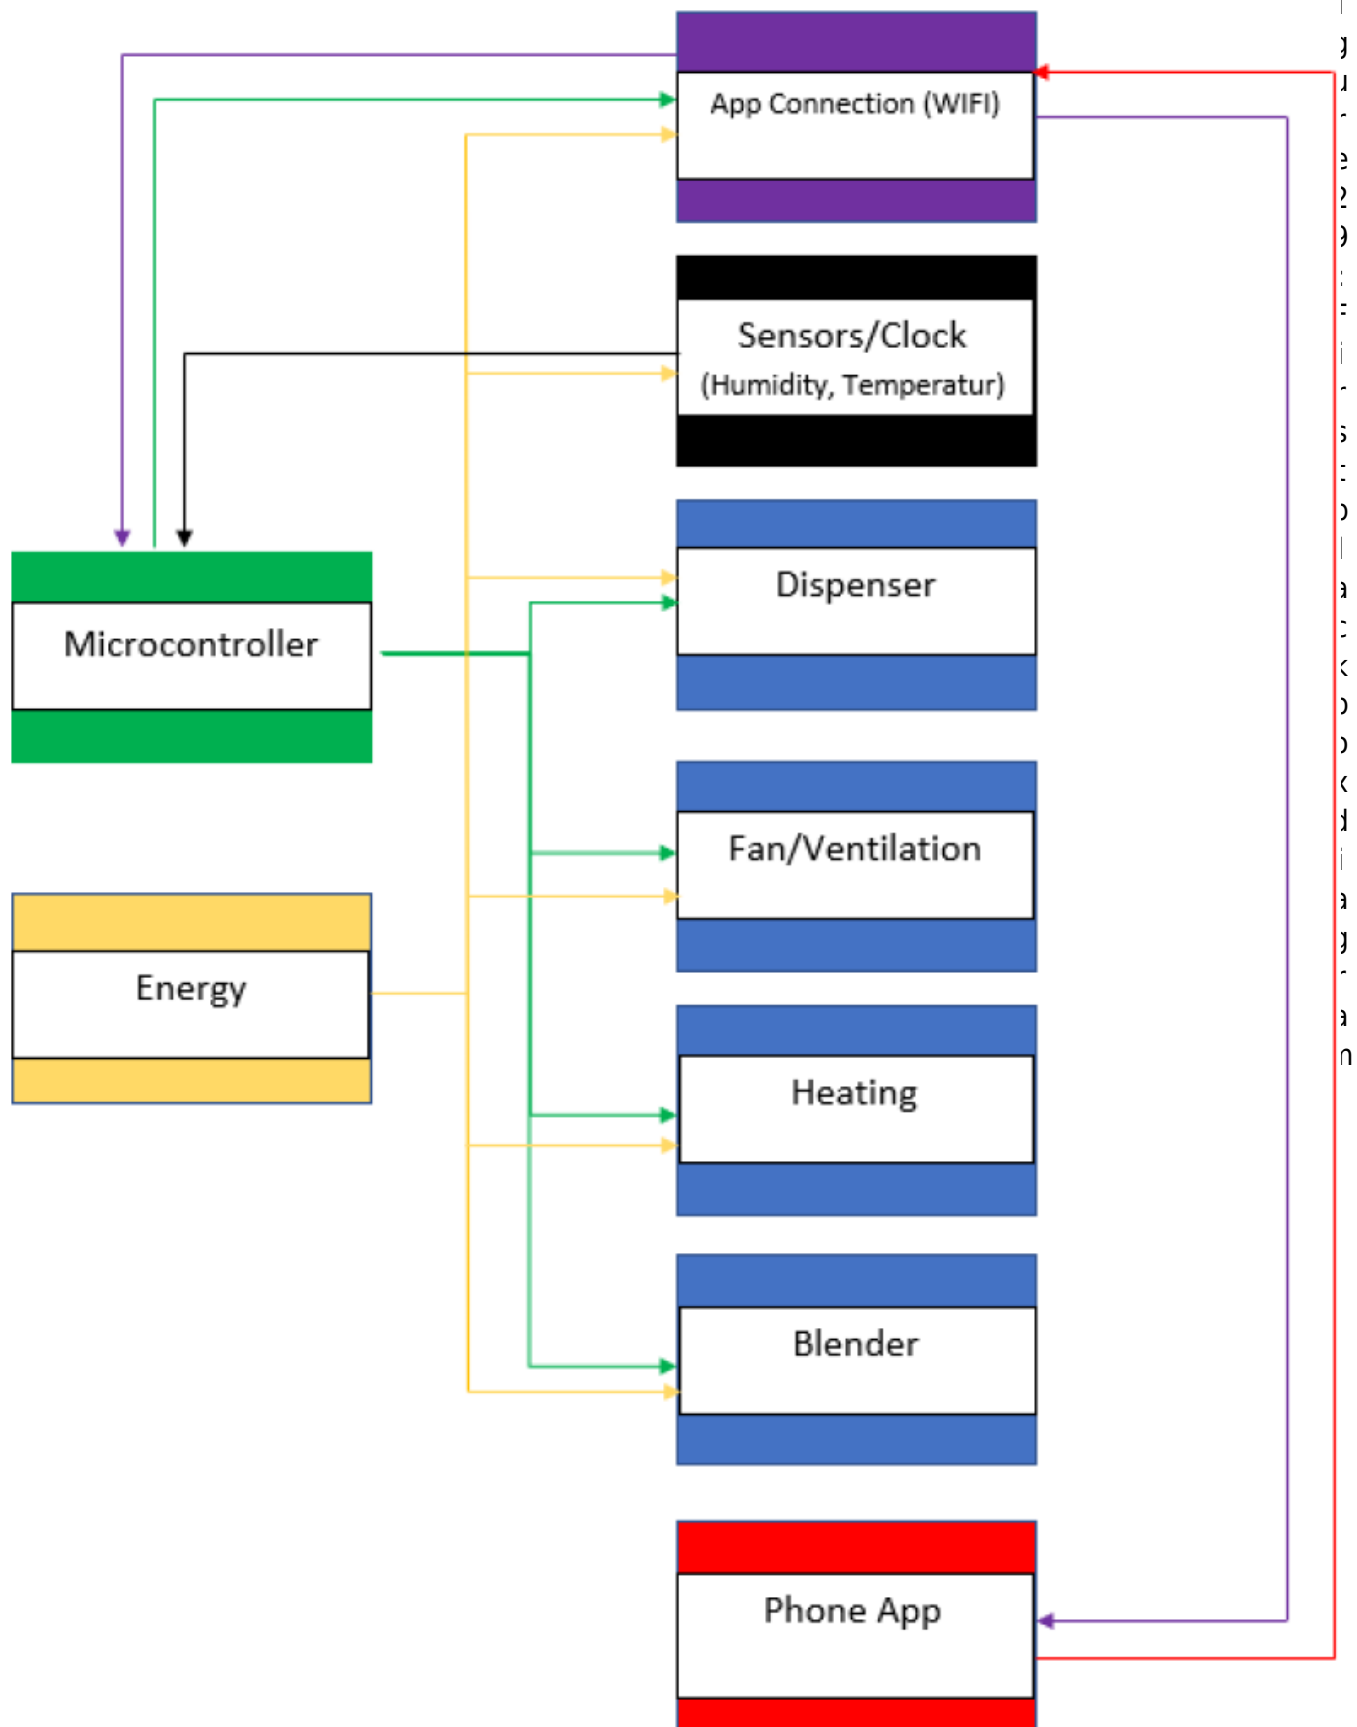 App Connection (WIFI)
Sensors/Clock
(Humidity, Temperatur)
Dispenser
Microcontroller
Fan/Ventilation
Energy
Heating
Blender
Phone App